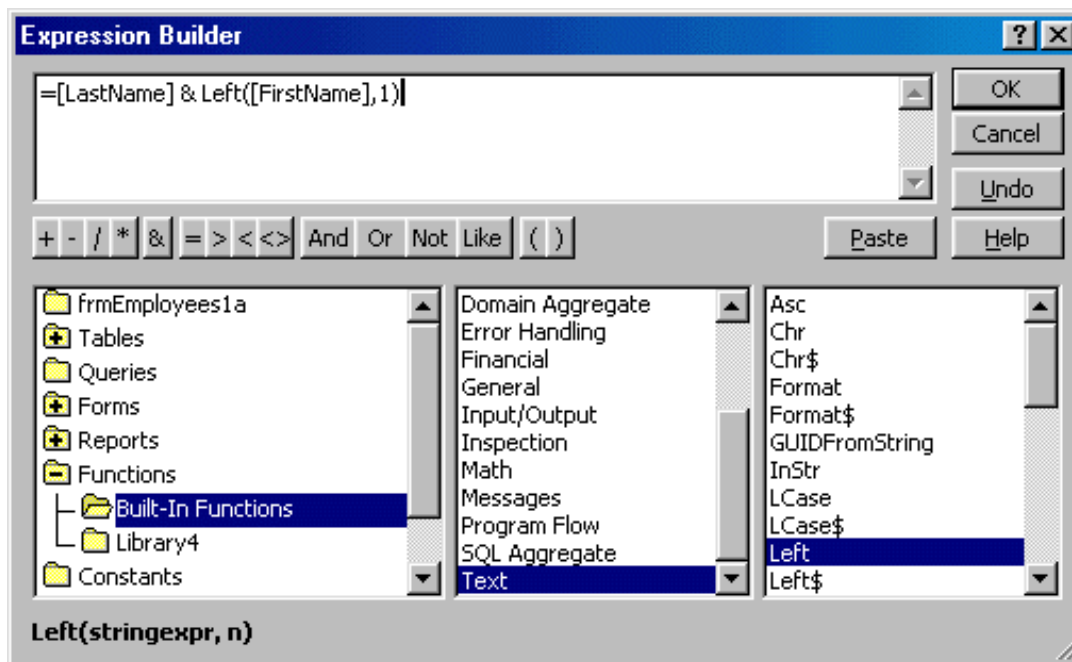 Expression Builder
? X
=[LastName] & Left([FirstName],1)
OK
Cancel
Undo
Help
+ - / * & = > < <> And Or Not Like ( )
Paste
frmEmployees1a
Tables
Queries
Forms
Reports
Functions
Built-In Functions
Library4
Constants
Domain Aggregate
Error Handling
Financial
General
Input/Output
Inspection
Math
Messages
Program Flow
SQL Aggregate
Text
Asc
Chr
Chr$
Format
Format$
GUIDFromString
InStr
LCase
LCase$
Left
Left$
Left(stringexpr, n)